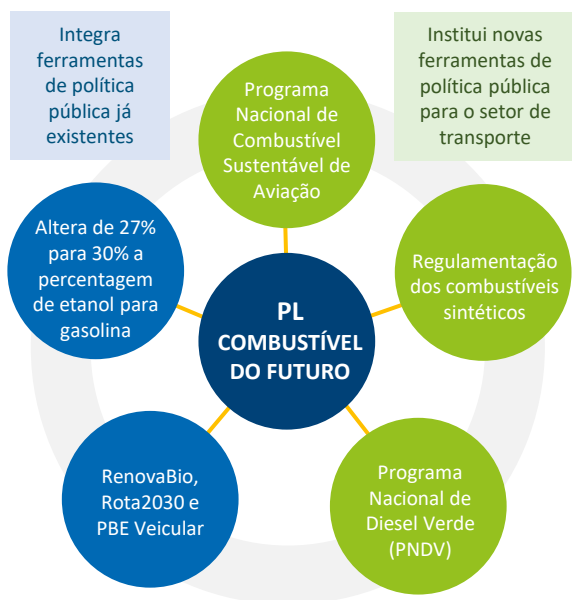 Integra
ferramentas
de política
pública já
existentes
Institui novas
ferramentas de
política pública
para o setor de
transporte
Programa
Nacional de
Combustível
Sustentável de
Aviação
Altera de 27%
para 30% a
percentagem
de etanol para
gasolina
Regulamentação
dos combustíveis
sintéticos
PL
COMBUSTÍVEL
DO FUTURO
RenovaBio,
Rota2030 e
PBE Veicular
Programa
Nacional de
Diesel Verde
(PNDV)